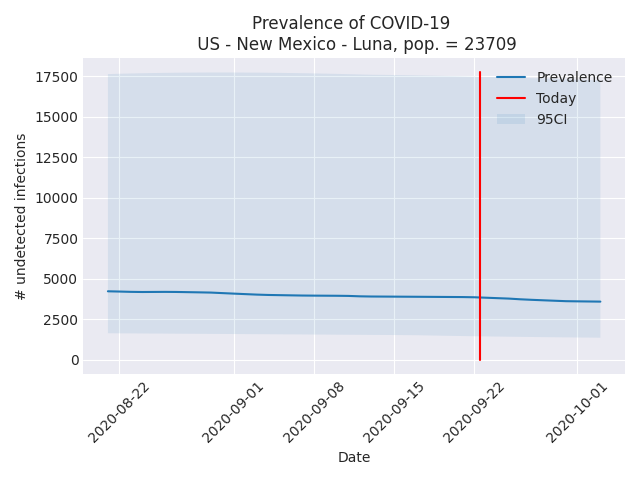 Prevalence of COVID-19
US - New Mexico - Luna, pop. = 23709
17500
15000
12500
10000
7500
5000
2500
0
# undetected infections
Prevalence
Today
95CI
2020-08-22
2020-09-01
2020-09-08
2020-09-15
2020-09-22
2020-10-01
Date